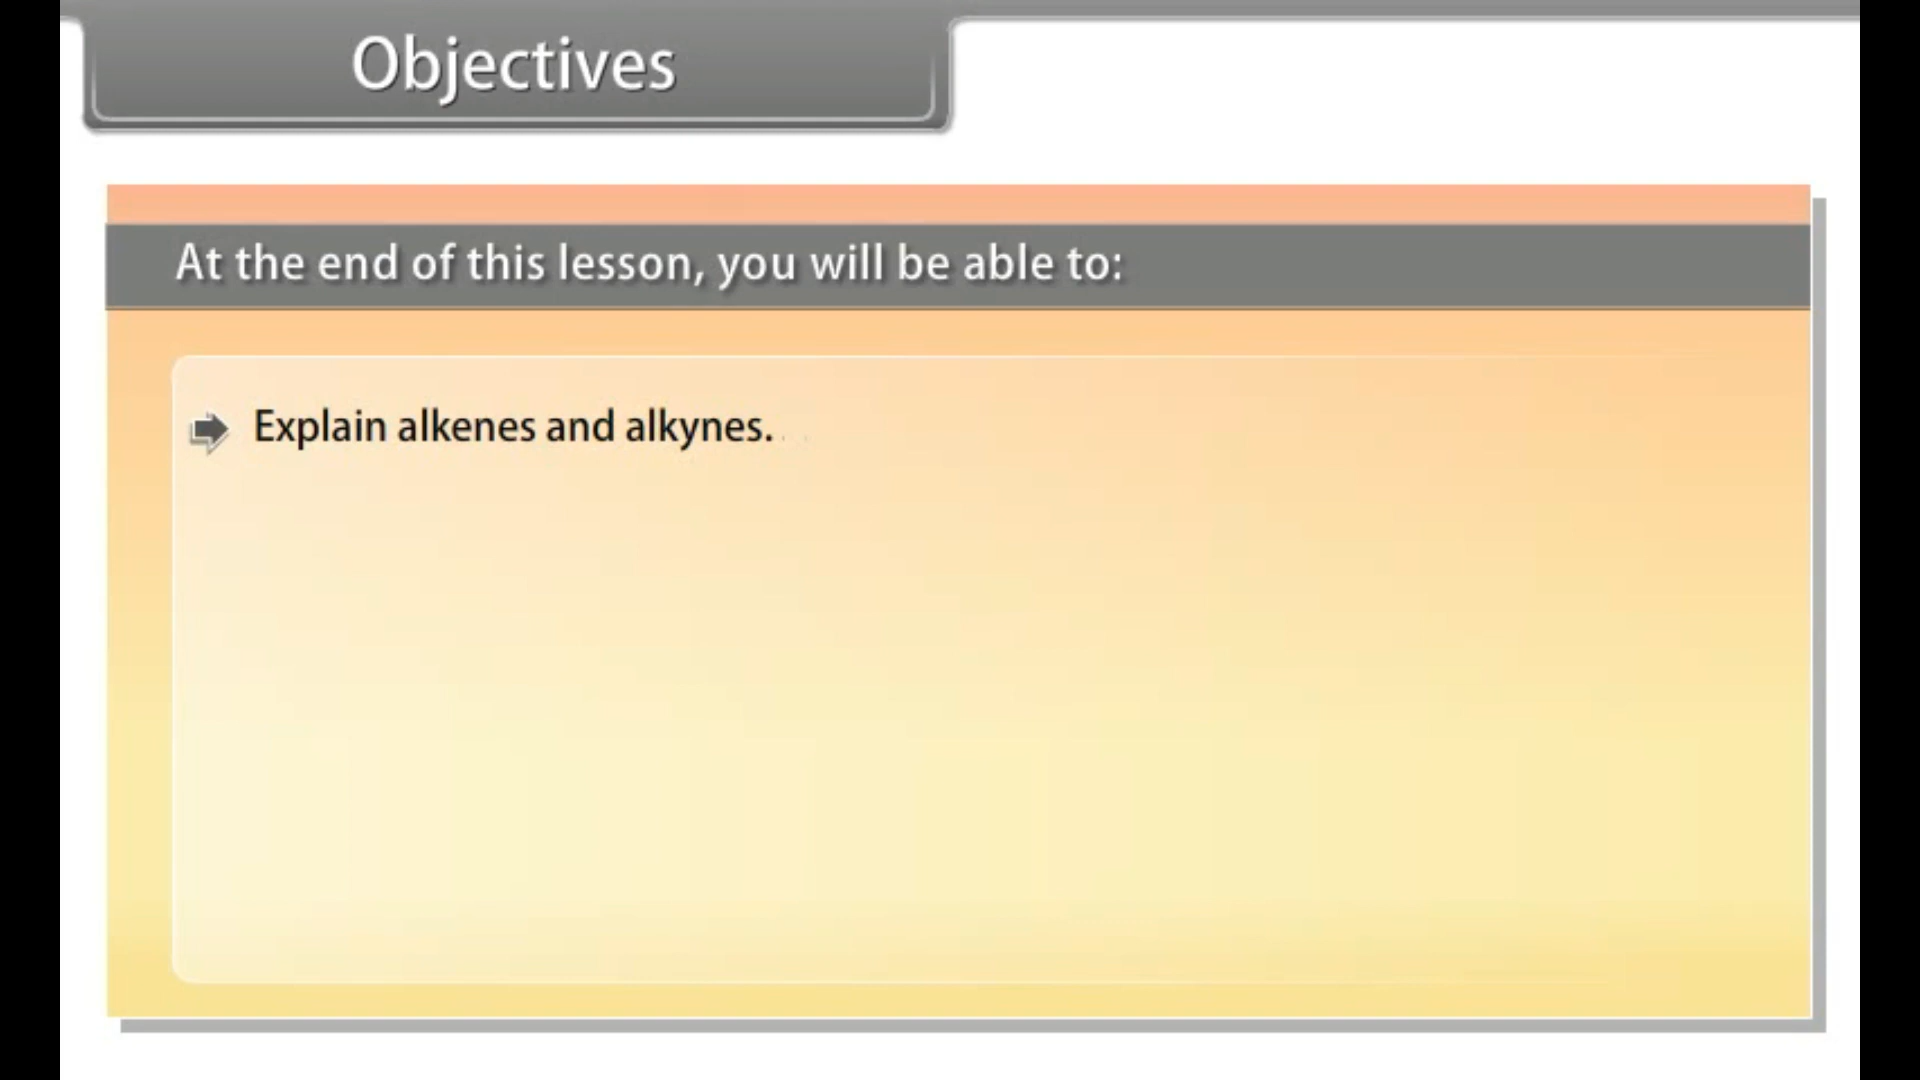 Objectives
At the end of this lesson, you will be able to:
Explain alkenes and alkynes.